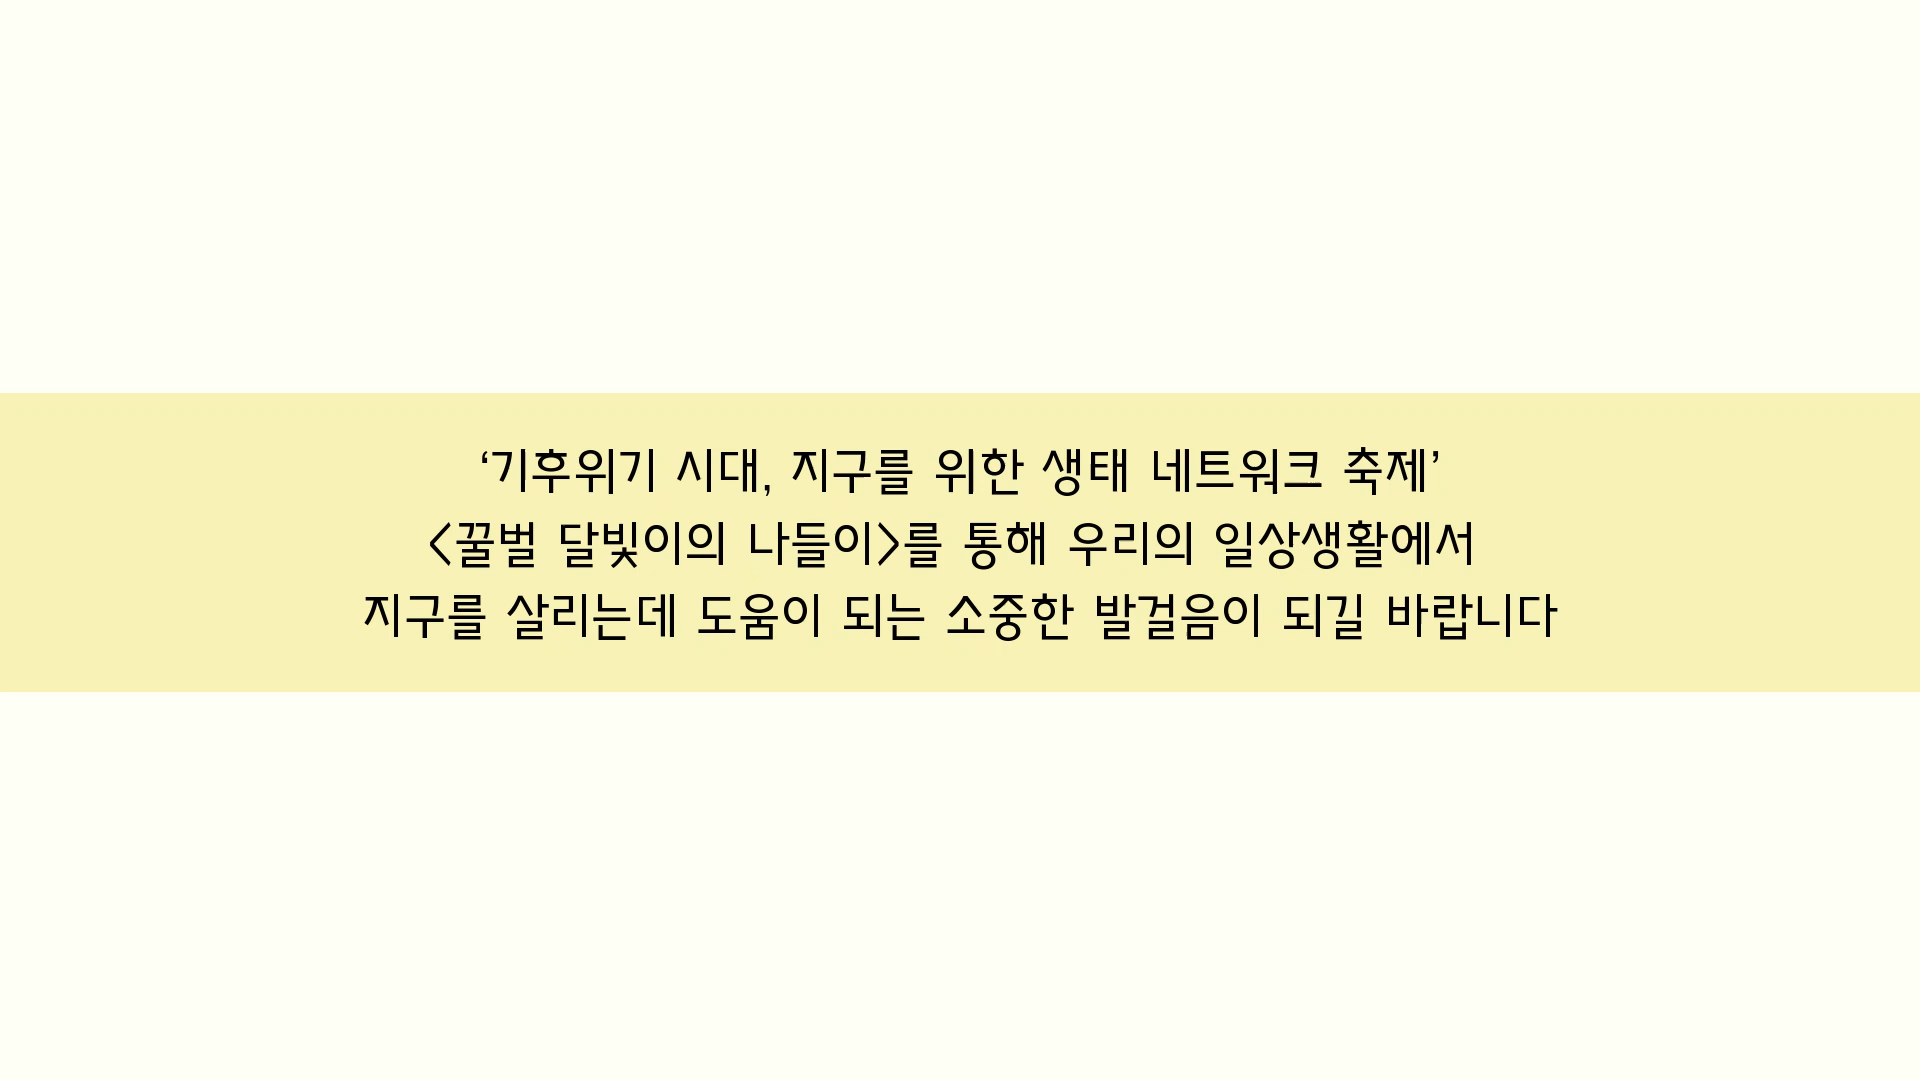 ‘기후위기 시대, 지구를 위한 생태 네트워크 축제’
<꿀벌 달빛이의 나들이>를 통해 우리의 일상생활에서
지구를 살리는데 도움이 되는 소중한 발걸음이 되길 바랍니다